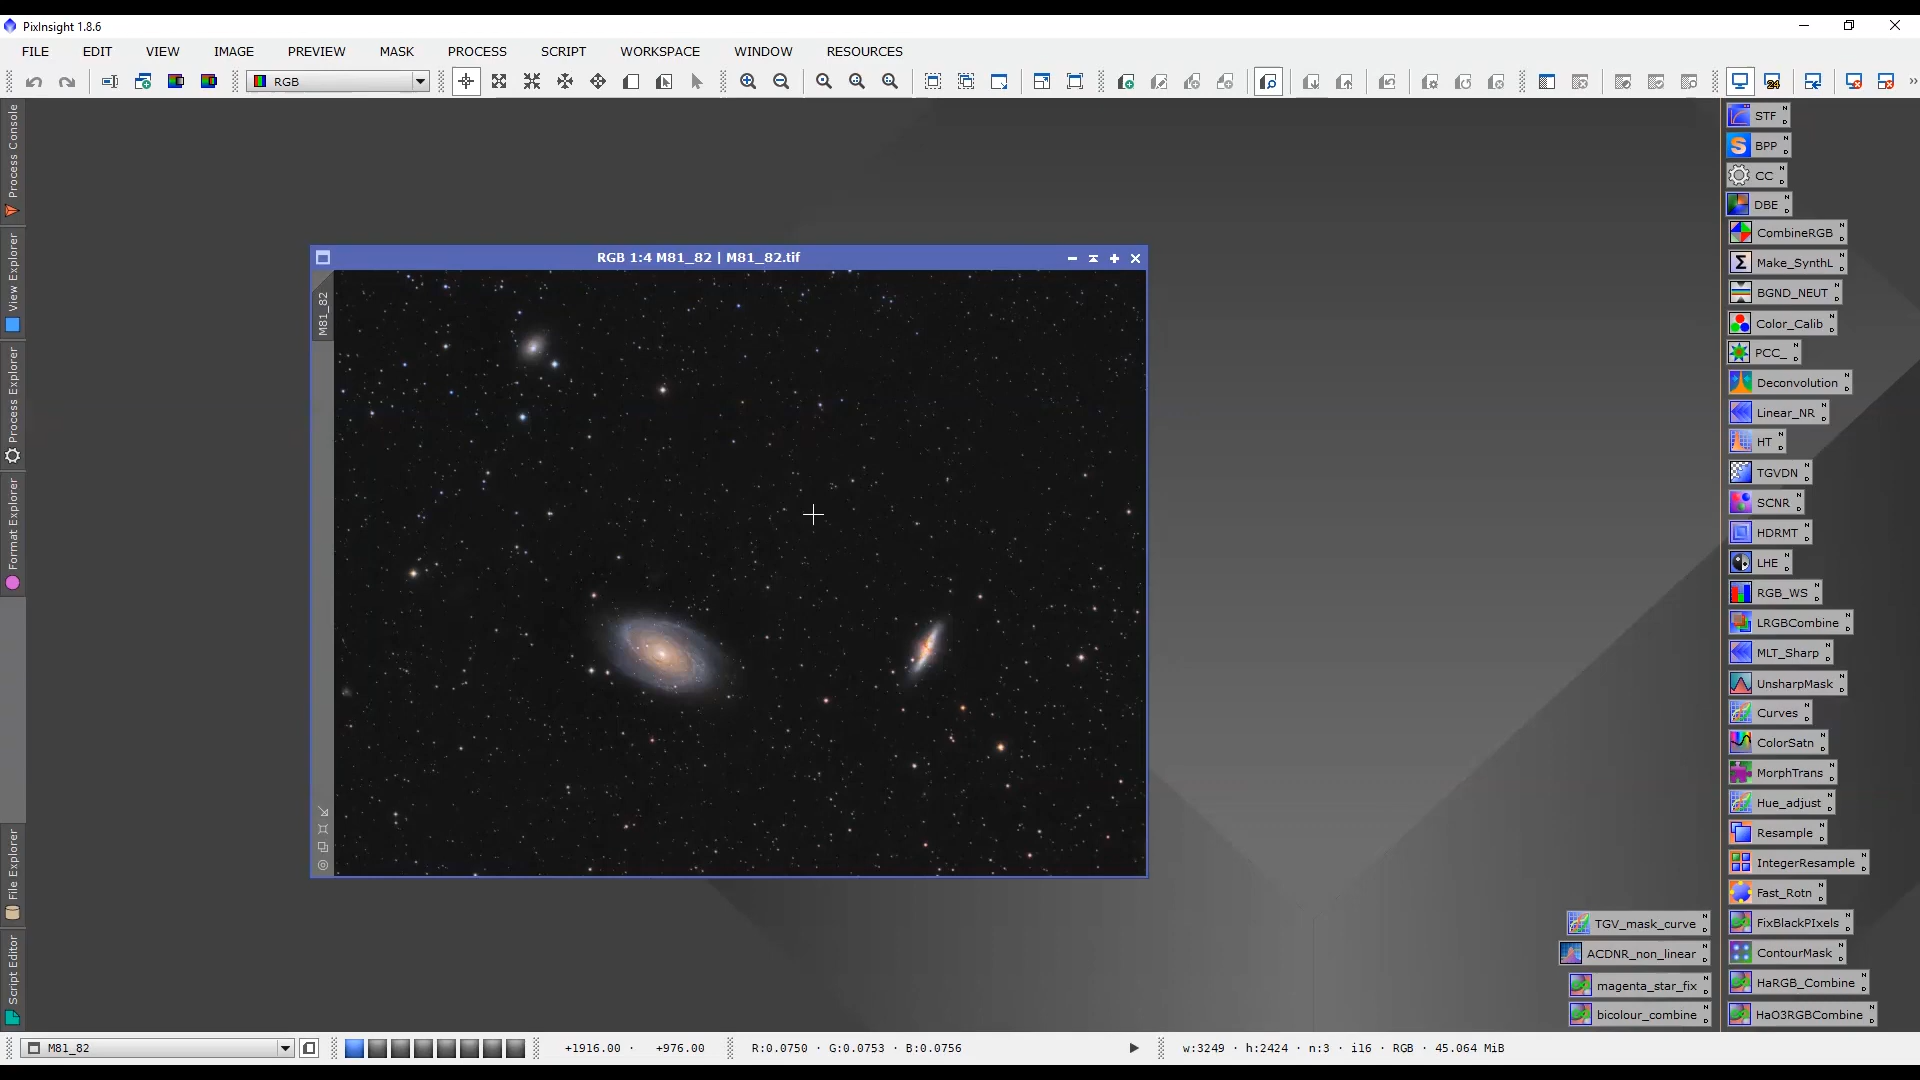 PixInsight 1.8.6
FILE EDIT VIEW IMAGE PREVIEW MASK PROCESS SCRIPT WORKSPACE WINDOW RESOURCES
RGB
24
»
Process Console
View Explorer
Process Explorer
Format Explorer
File Explorer
Script Editor
RGB 1:4 M81_82 | M81_82.tif
M81_82
STF
BPP
CC
DBE
CombineRGB
Make_SynthL
BGND_NEUT
Color_Calib
PCC_
Deconvolution
Linear_NR
HT
TGVDN
SCNR
HDRMT
LHE
RGB_WS
LRGBCombine
MLT_Sharp
UnsharpMask
Curves
ColorSatn
MorphTrans
Hue_adjust
Resample
IntegerResample
Fast_Rotn
FixBlackPIxels
ContourMask
HaRGB_Combine
HaO3RGBCombine
TGV_mask_curve
ACDNR_non_linear
magenta_star_fix
bicolour_combine
M81_82
+1916.00 · +976.00
R:0.0750 · G:0.0753 · B:0.0756
w:3249 · h:2424 · n:3 · i16 · RGB · 45.064 MiB